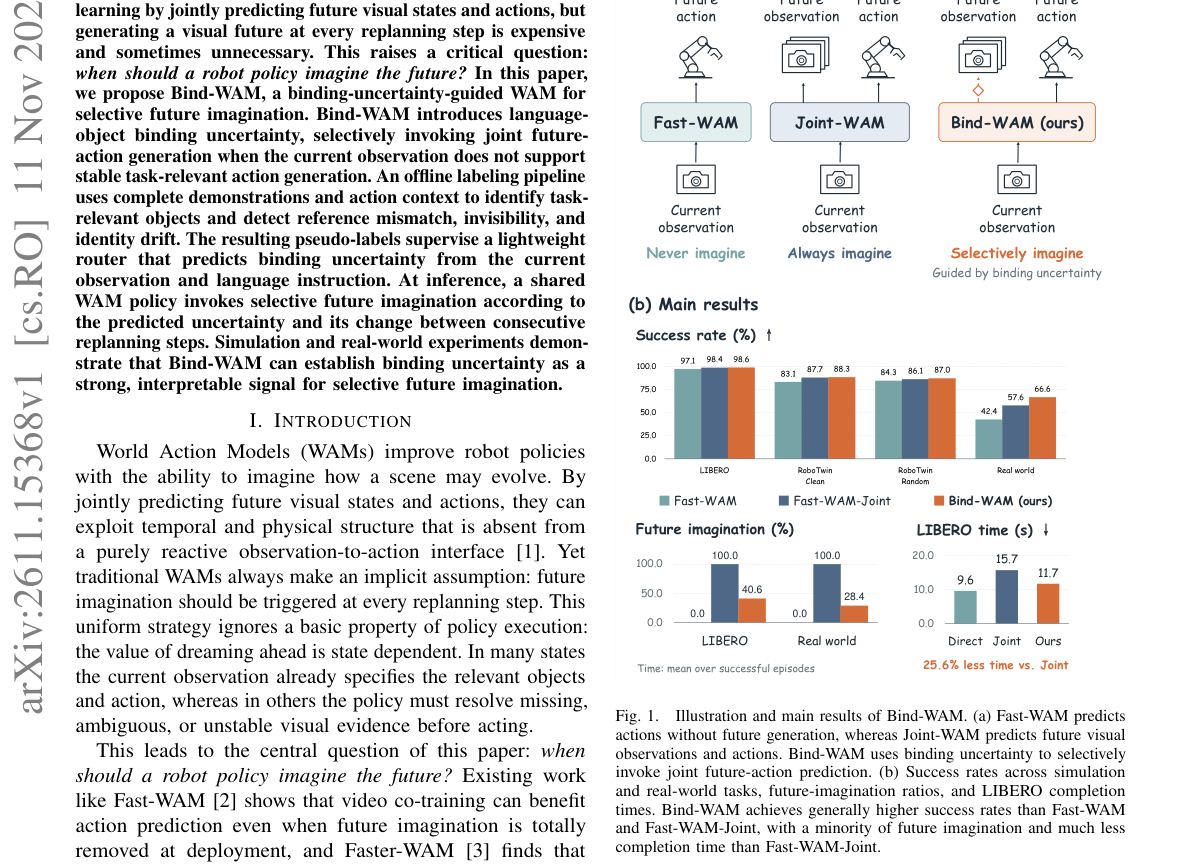 arXiv:2611.15368v1 [cs.RO] 11 Nov 202
learning by jointly predicting future visual states and actions, but
generating a visual future at every replanning step is expensive
and sometimes unnecessary. This raises a critical question:
when should a robot policy imagine the future? In this paper,
we propose Bind-WAM, a binding-uncertainty-guided WAM for
selective future imagination. Bind-WAM introduces language-
object binding uncertainty, selectively invoking joint future-
action generation when the current observation does not support
stable task-relevant action generation. An offline labeling pipeline
uses complete demonstrations and action context to identify task-
relevant objects and detect reference mismatch, invisibility, and
identity drift. The resulting pseudo-labels supervise a lightweight
router that predicts binding uncertainty from the current
observation and language instruction. At inference, a shared
WAM policy invokes selective future imagination according to
the predicted uncertainty and its change between consecutive
replanning steps. Simulation and real-world experiments demon-
strate that Bind-WAM can establish binding uncertainty as a
strong, interpretable signal for selective future imagination.
I. INTRODUCTION
World Action Models (WAMs) improve robot policies
with the ability to imagine how a scene may evolve. By
jointly predicting future visual states and actions, they can
exploit temporal and physical structure that is absent from
a purely reactive observation-to-action interface [1]. Yet
traditional WAMs always make an implicit assumption: future
imagination should be triggered at every replanning step. This
uniform strategy ignores a basic property of policy execution:
the value of dreaming ahead is state dependent. In many states
the current observation already specifies the relevant objects
and action, whereas in others the policy must resolve missing,
ambiguous, or unstable visual evidence before acting.
This leads to the central question of this paper: when
should a robot policy imagine the future? Existing work
like Fast-WAM [2] shows that video co-training can benefit
action prediction even when future imagination is totally
removed at deployment, and Faster-WAM [3] finds that
Future Future Future Future Future
action observation action observation action
Fast-WAM Joint-WAM Bind-WAM (ours)
Current Current Current
observation observation observation
Never imagine Always imagine Selectively imagine
Guided by binding uncertainty
(b) Main results
Success rate (%) ↑
100.0 97.1 98.4 98.6 83.1 87.7 88.3 84.3 86.1 87.0 42.4 57.6 66.6
75.0
50.0
25.0
0.0
LIBERO RoboTwin RoboTwin Real world
Clean Random
Fast-WAM Fast-WAM-Joint Bind-WAM (ours)
Future imagination (%)
100.0 100.0
100.0
50.0 40.6 28.4
0.0 0.0 0.0
LIBERO Real world
Time: mean over successful episodes
LIBERO time (s) ↓
20.0 15.7
10.0 9.6 11.7
0.0
Direct Joint Ours
25.6% less time vs. Joint
Fig. 1. Illustration and main results of Bind-WAM. (a) Fast-WAM predicts
actions without future generation, whereas Joint-WAM predicts future visual
observations and actions. Bind-WAM uses binding uncertainty to selectively
invoke joint future-action prediction. (b) Success rates across simulation
and real-world tasks, future-imagination ratios, and LIBERO completion
times. Bind-WAM achieves generally higher success rates than Fast-WAM
and Fast-WAM-Joint, with a minority of future imagination and much less
completion time than Fast-WAM-Joint.